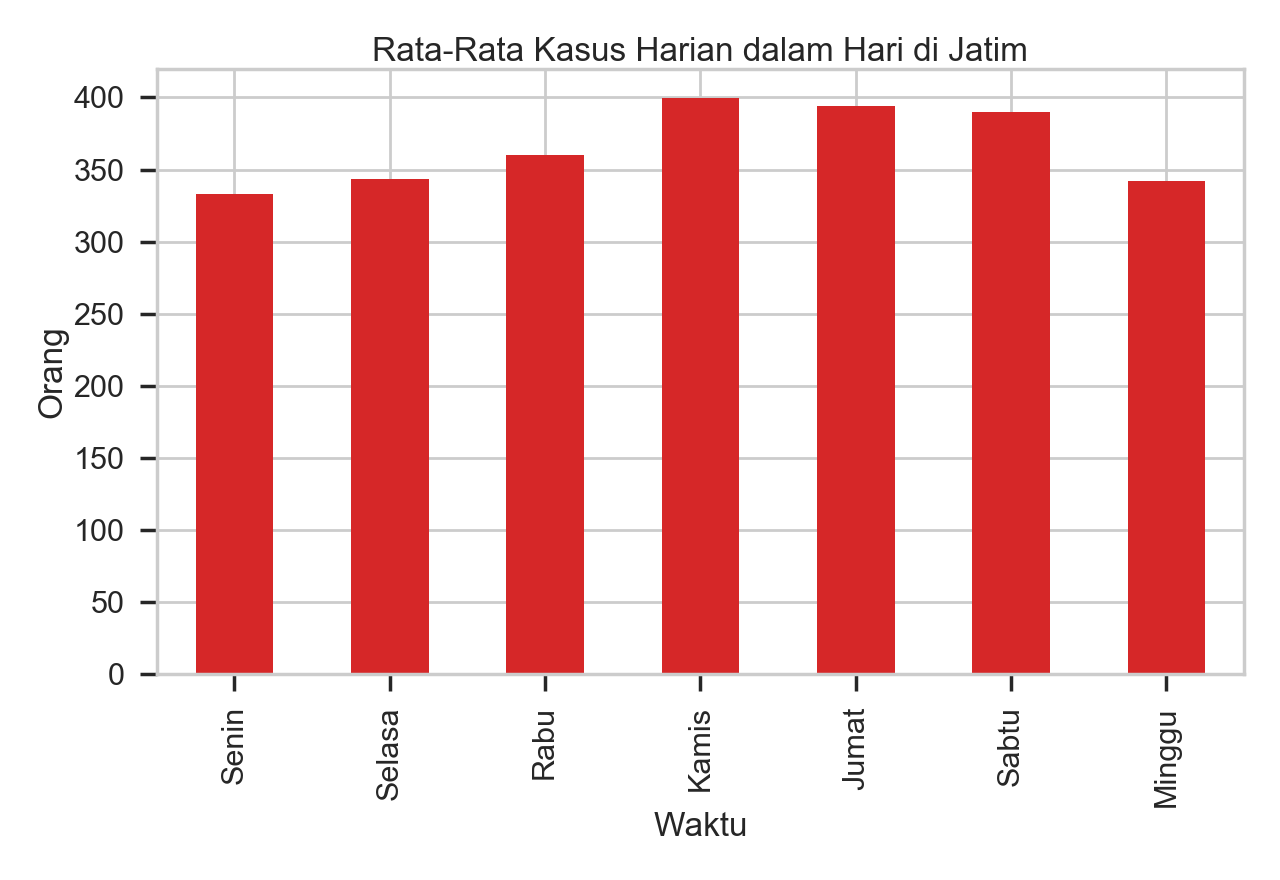 Rata-Rata Kasus Harian dalam Hari di Jatim
400
350
300
250
200
150
100
50
0
Orang
Senin
Selasa
Rabu
Kamis
Jumat
Sabtu
Minggu
Waktu